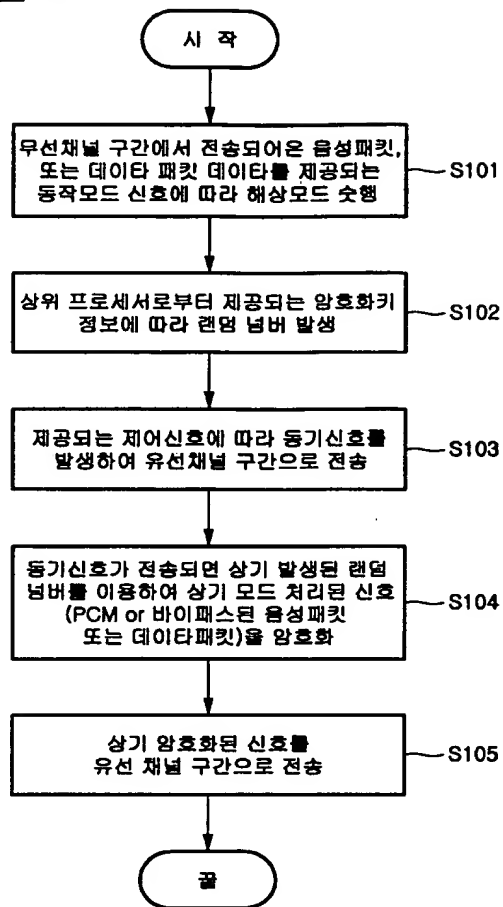 시 작
무선채널 구간에서 전송되어온 음성패킷,
또는 데이타 패킷 데이타를 제공되는
동작모드 신호에 따라 해상모드 숫행
S101
상위 프로세서로부터 제공되는 암호화키
정보에 따라 랜덤 넘버 발생
S102
제공되는 제어신호에 따라 동기신호를
발생하여 유선채널 구간으로 전송
S103
동기신호가 전송되면 상기 발생된 랜덤
넘버를 이용하여 상기 모드 처리된 신호
(PCM or 바이패스된 음성패킷
또는 데이타패킷)을 암호화
S104
상기 암호화된 신호를
유선 채널 구간으로 전송
S105
끝